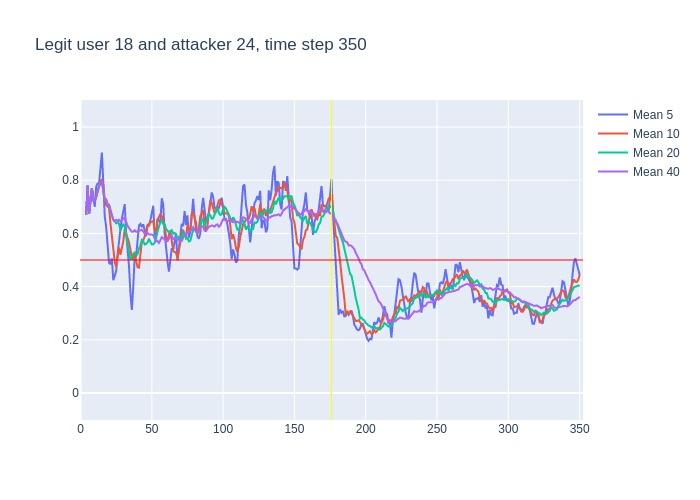 Legit user 18 and attacker 24, time step 350
Mean 5
Mean 10
Mean 20
Mean 40
1
0.8
0.6
0.4
0.2
0
0 50 100 150 200 250 300 350